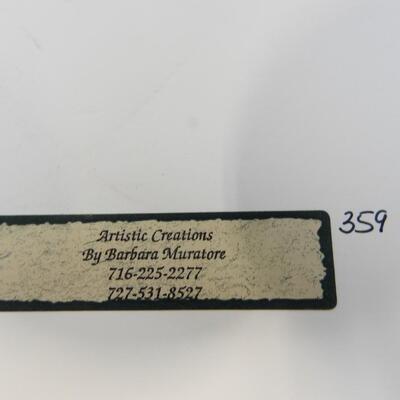 Artistic Creations
By Barbara Muratore
716-225-2277
727-531-8527
359